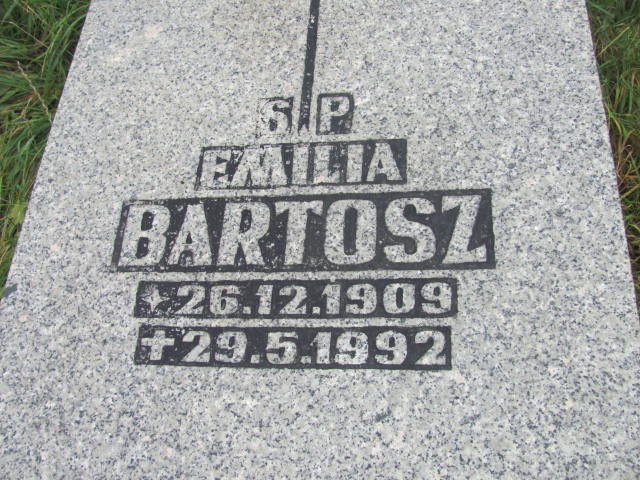 Ś P
EMILIA
BARTOSZ
*26.12.1909
✝29.5.1992